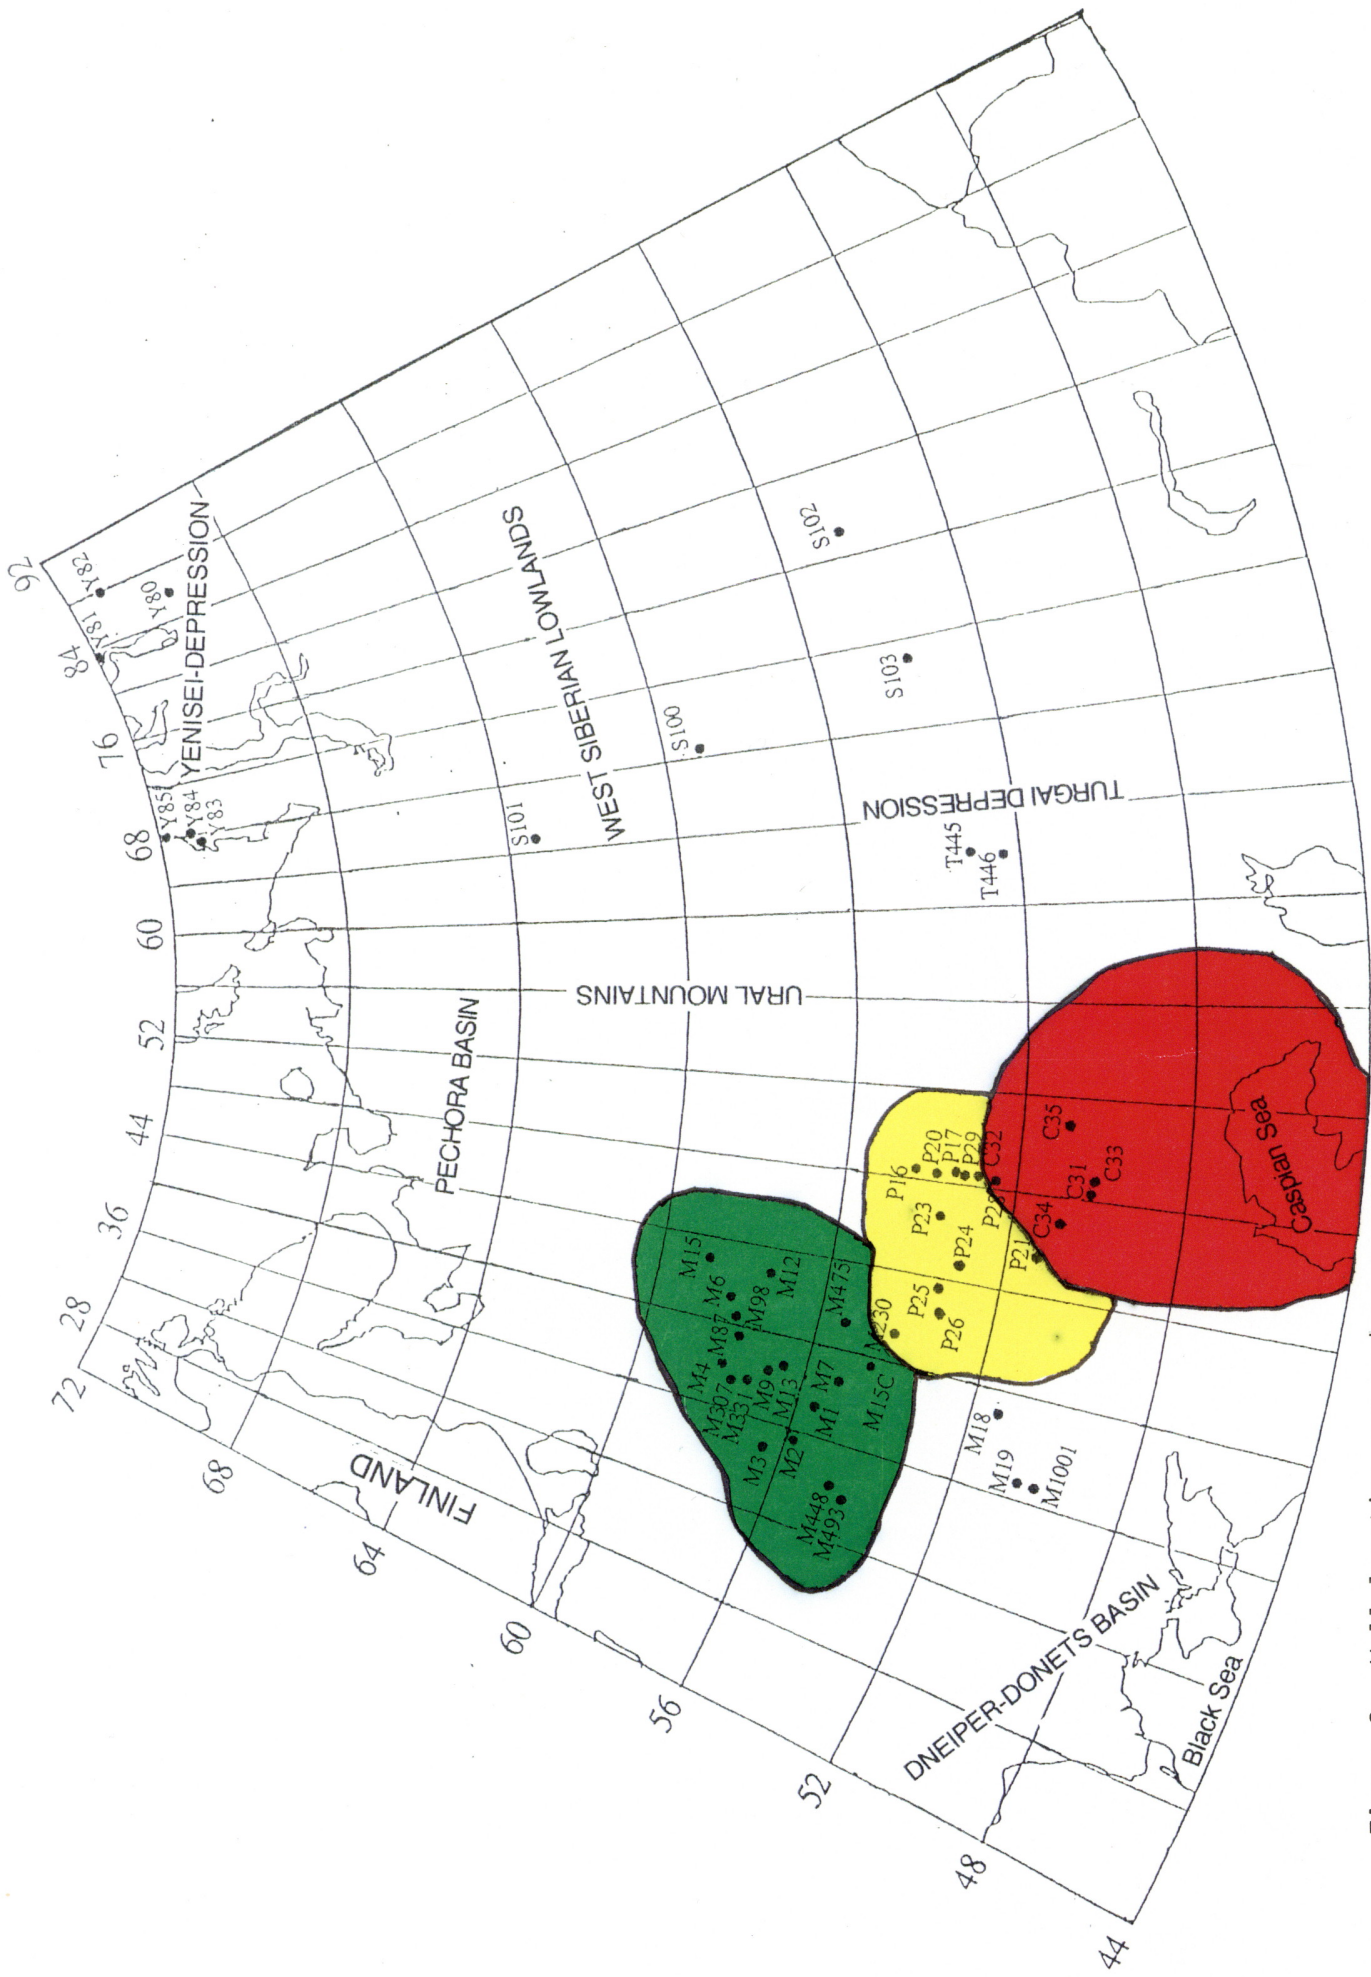 92
84
76
68
60
52
44
36
28
72
68
64
60
56
52
48
44
Y82
Y81
Y80
YENISEI-DEPRESSION
Y85
Y84
Y83
WEST SIBERIAN LOWLANDS
S102
S103
S100
S101
TURGAI DEPRESSION
T445
T446
URAL MOUNTAINS
PECHORA BASIN
FINLAND
M15
M6
M98
M12
M87
M4
M307
M331
M9
M13
M3
M2
M1
M7
M475
M15C
M448
M493
P16
P20
P17
P29
P23
P24
P25
P26
P21
C32
C35
C31
C33
C34
Caspian Sea
M18
M19
M1001
DNEIPER-DONETS BASIN
Black Sea